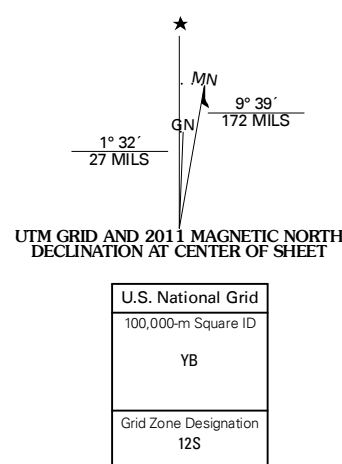 MN
9° 39´
172 MILS
GN
1° 32´
27 MILS
UTM GRID AND 2011 MAGNETIC NORTH
DECLINATION AT CENTER OF SHEET
U.S. National Grid
100,000-m Square ID
YB
Grid Zone Designation
12S